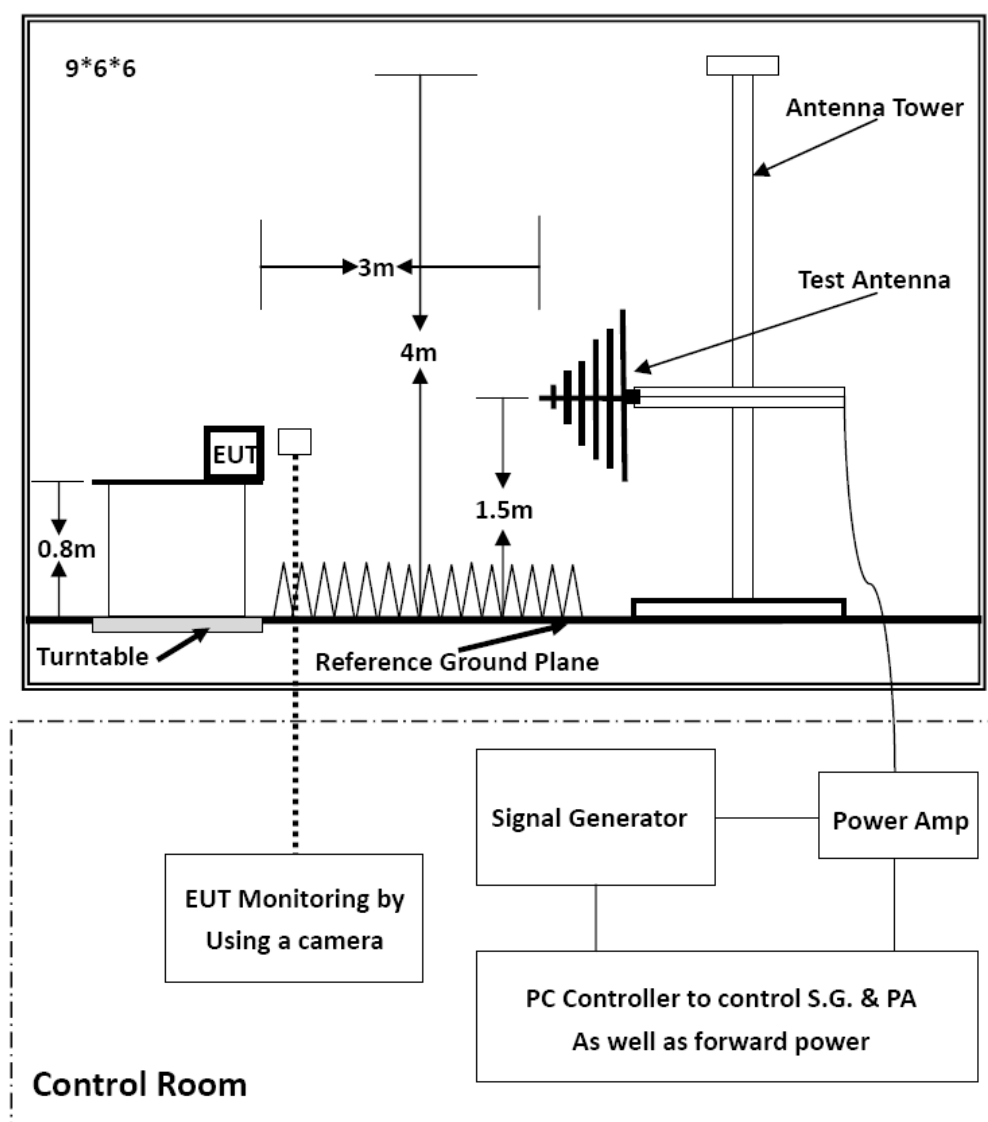 9*6*6
Antenna Tower
3m
Test Antenna
4m
EUT
1.5m
0.8m
Turntable
Reference Ground Plane
Signal Generator
Power Amp
EUT Monitoring by
Using a camera
PC Controller to control S.G. & PA
As well as forward power
Control Room